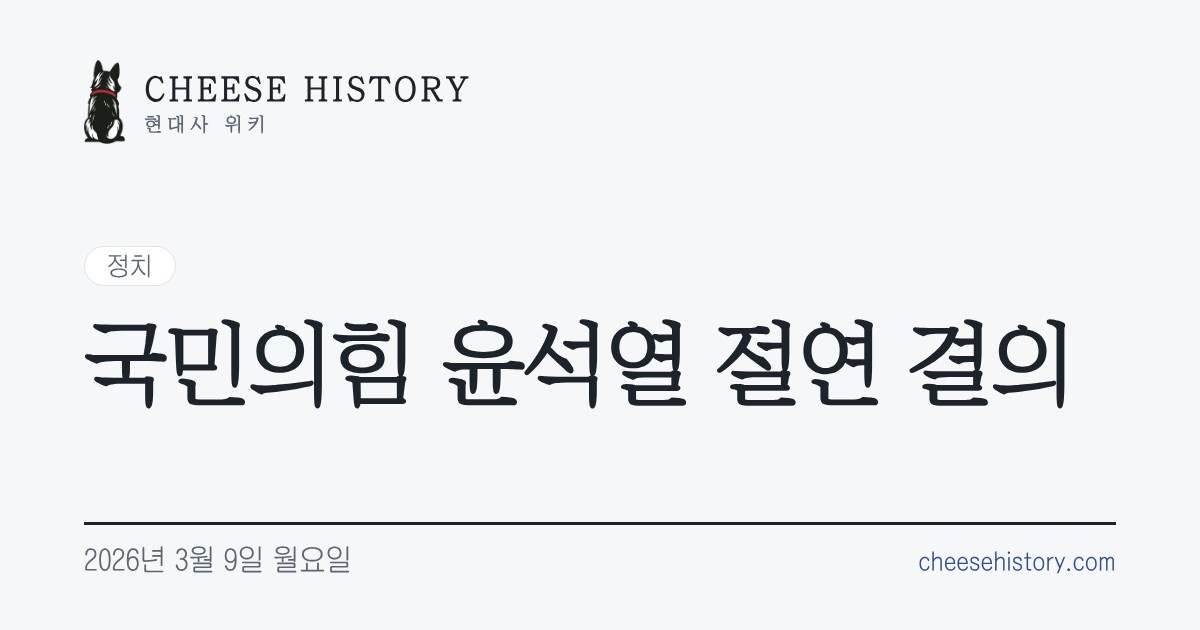 CHEESE HISTORY
현대사 위키
정치
국민의힘 윤석열 절연 결의
2026년 3월 9일 월요일
cheesehistory.com